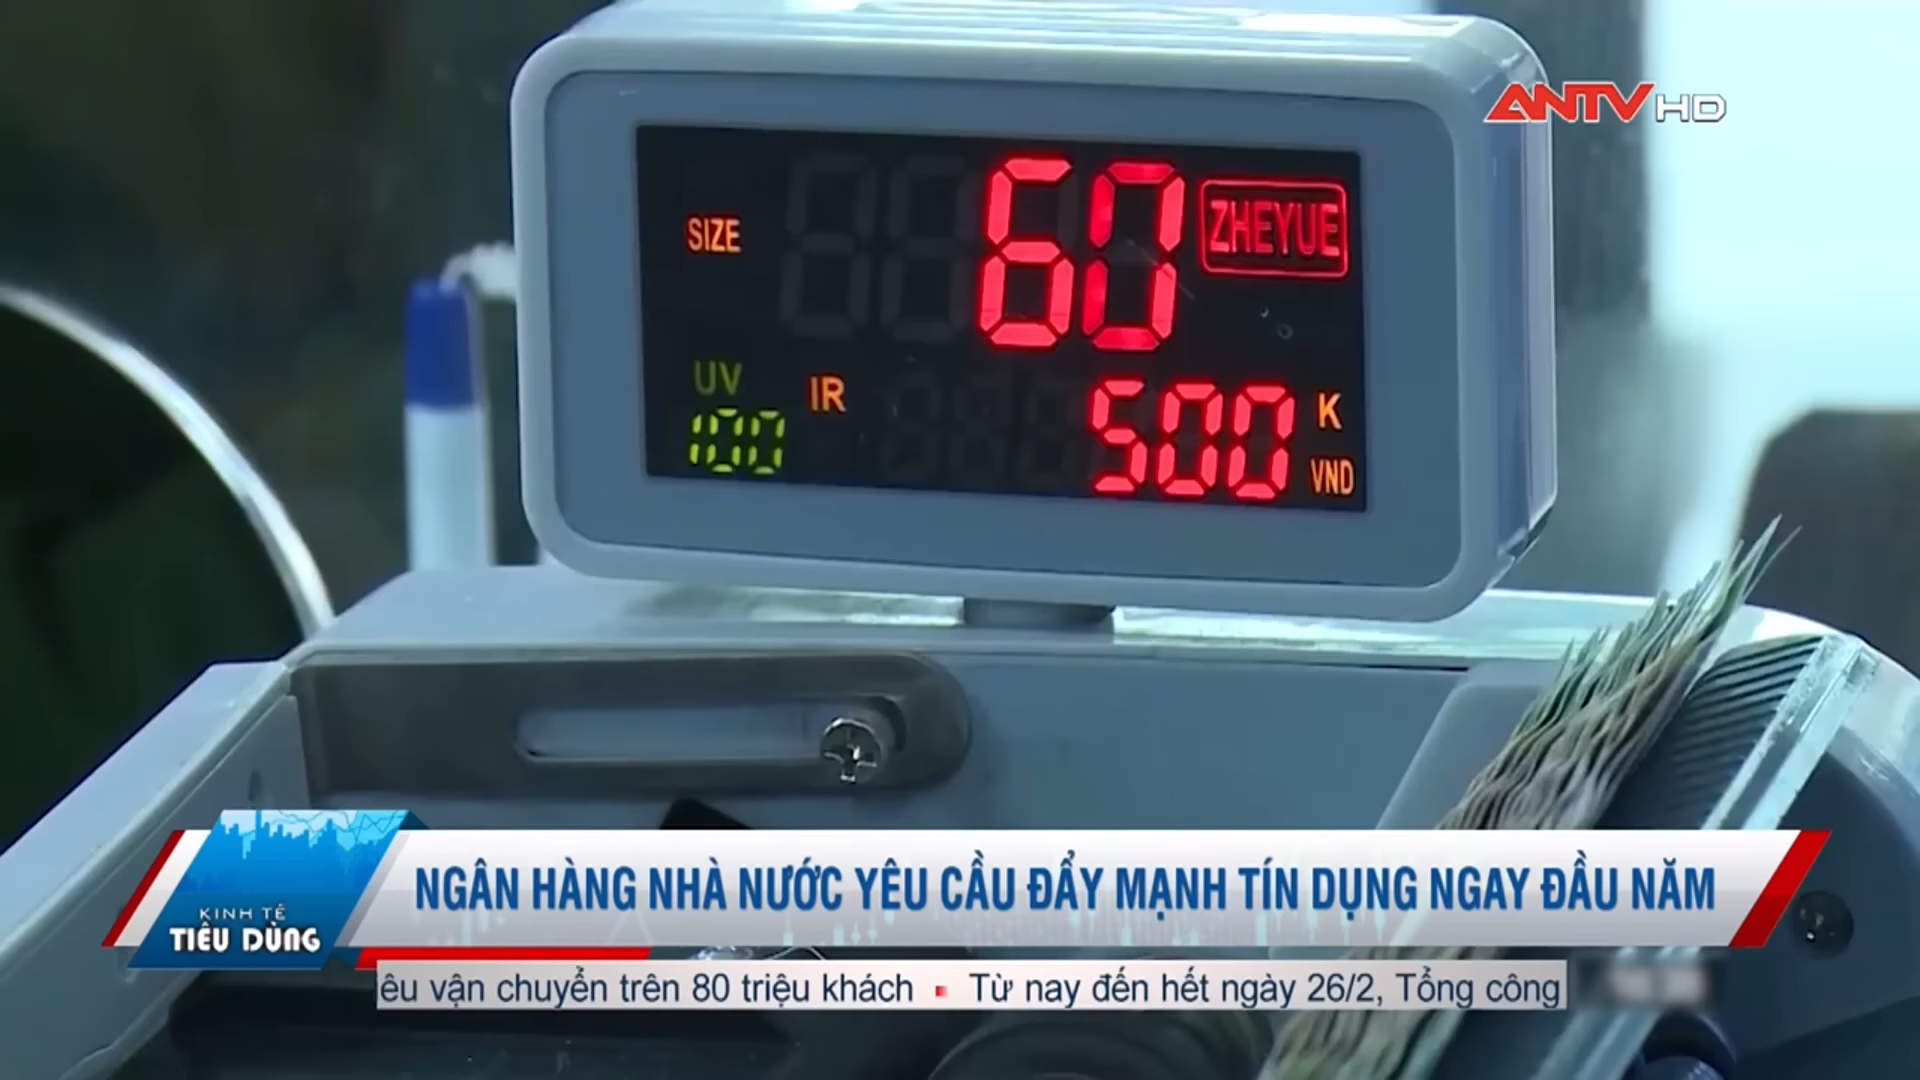 ANTV HD
SIZE
60
ZHEYUE
UV
100
IR
500
K
VND
KINH TẾ
TIÊU DÙNG
NGÂN HÀNG NHÀ NƯỚC YÊU CẦU ĐẨY MẠNH TÍN DỤNG NGAY ĐẦU NĂM
êu vận chuyển trên 80 triệu khách ▪ Từ nay đến hết ngày 26/2, Tổng công